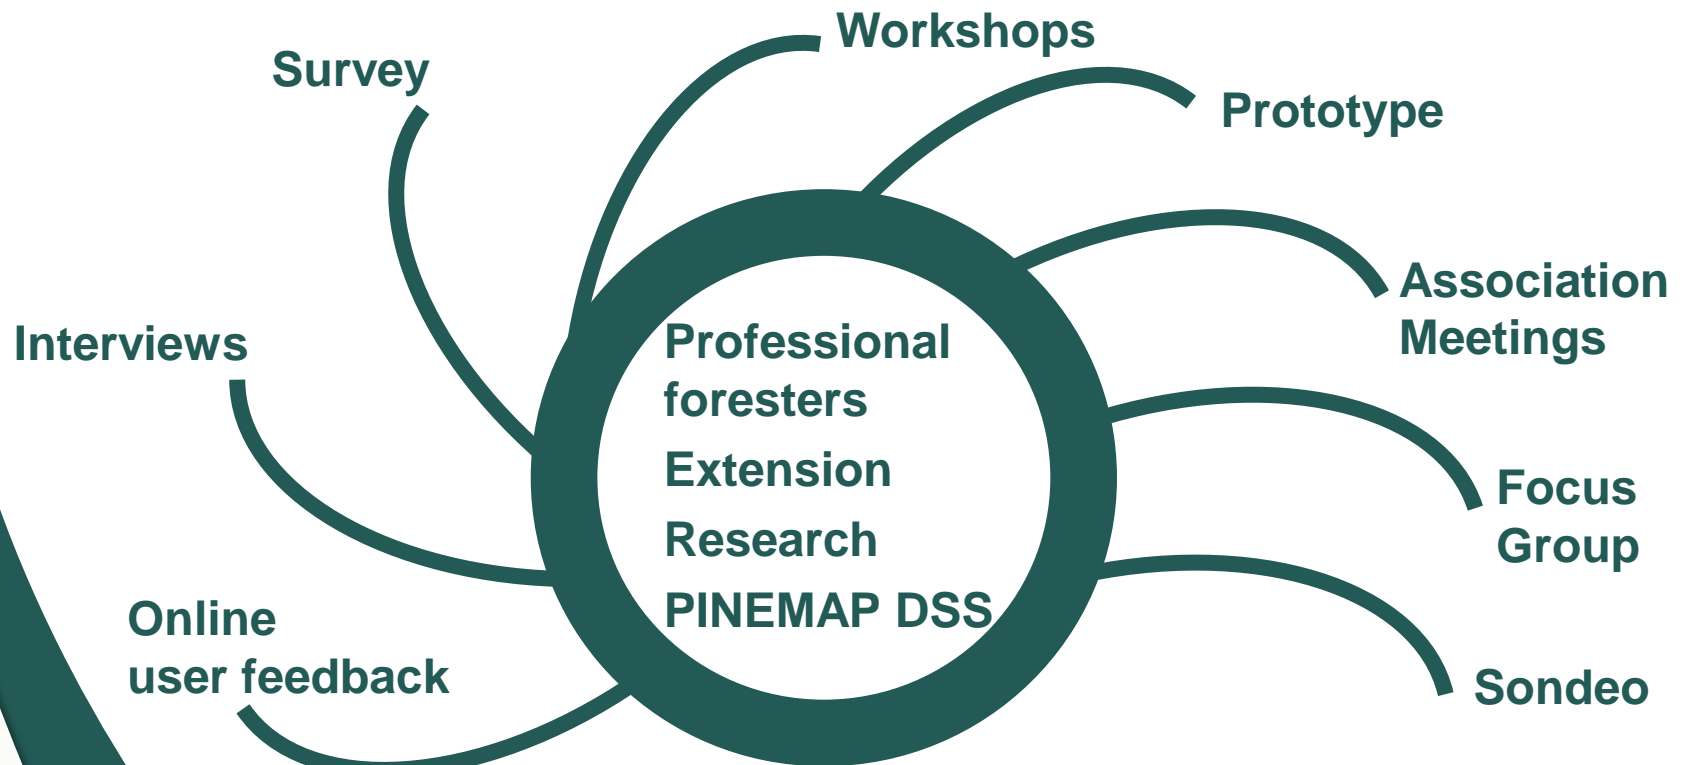 Workshops
Survey
Prototype
Association
Meetings
Interviews
Professional
foresters
Extension
Research
PINEMAP DSS
Focus
Group
Online
user feedback
Sondeo